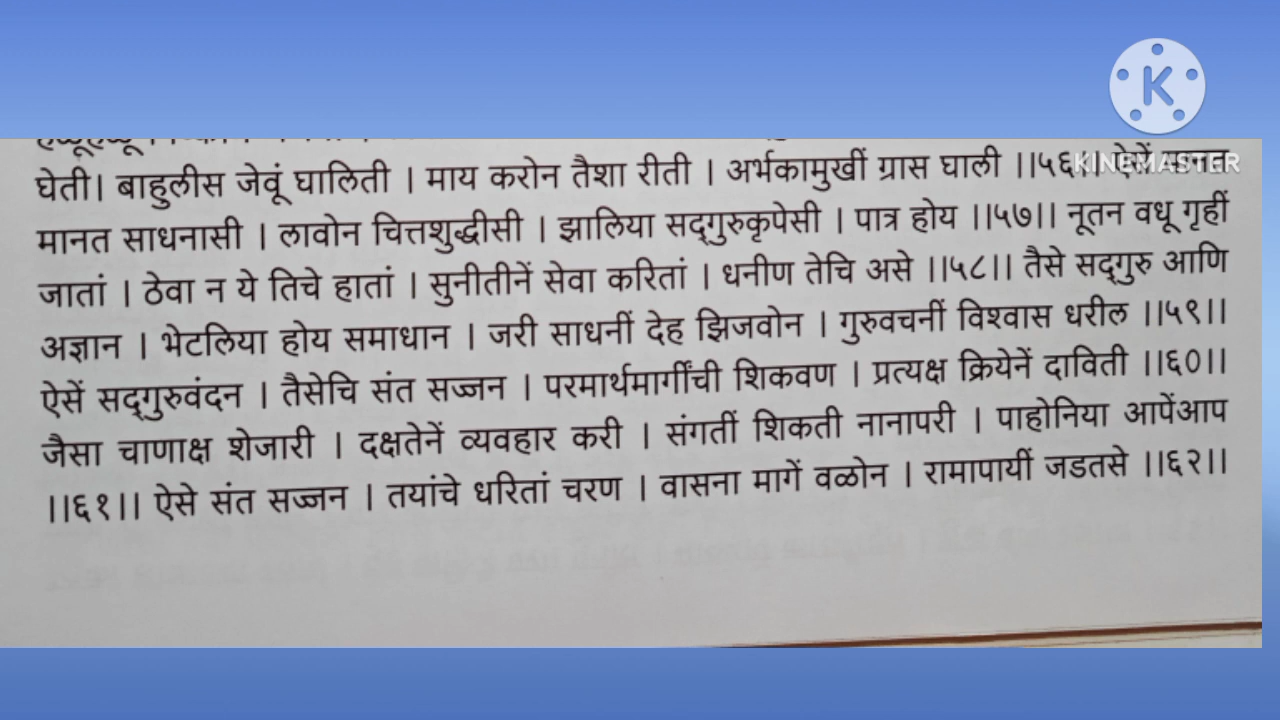 घेती। बाहुलीस जेवूं घालिती । माय करोन तैशा रीती । अर्भकामुखीं ग्रास घाली ।।५६।। ऐसें
KINEMASTER
मानत साधनासी । लावोन चित्तशुद्धीसी । झालिया सद्‌गुरुकृपेसी । पात्र होय ।।५७।। नूतन वधू गृहीं
जातां । ठेवा न ये तिचे हातां । सुनीतीनें सेवा करितां । धनीण तेचि असे ।।५८।। तैसे सद्‌गुरु आणि
अज्ञान । भेटलिया होय समाधान । जरी साधनीं देह झिजवोन । गुरुवचनीं विश्वास धरील ।।५९।।
ऐसें सद्‌गुरुवंदन । तैसेचि संत सज्जन । परमार्थमार्गींची शिकवण । प्रत्यक्ष क्रियेनें दाविती ।।६०।।
जैसा चाणाक्ष शेजारी । दक्षतेनें व्यवहार करी । संगतीं शिकती नानापरी । पाहोनिया आपेंआप
।।६१।। ऐसे संत सज्जन । तयांचे धरितां चरण । वासना मागें वळोन । रामापायीं जडतसे ।।६२।।